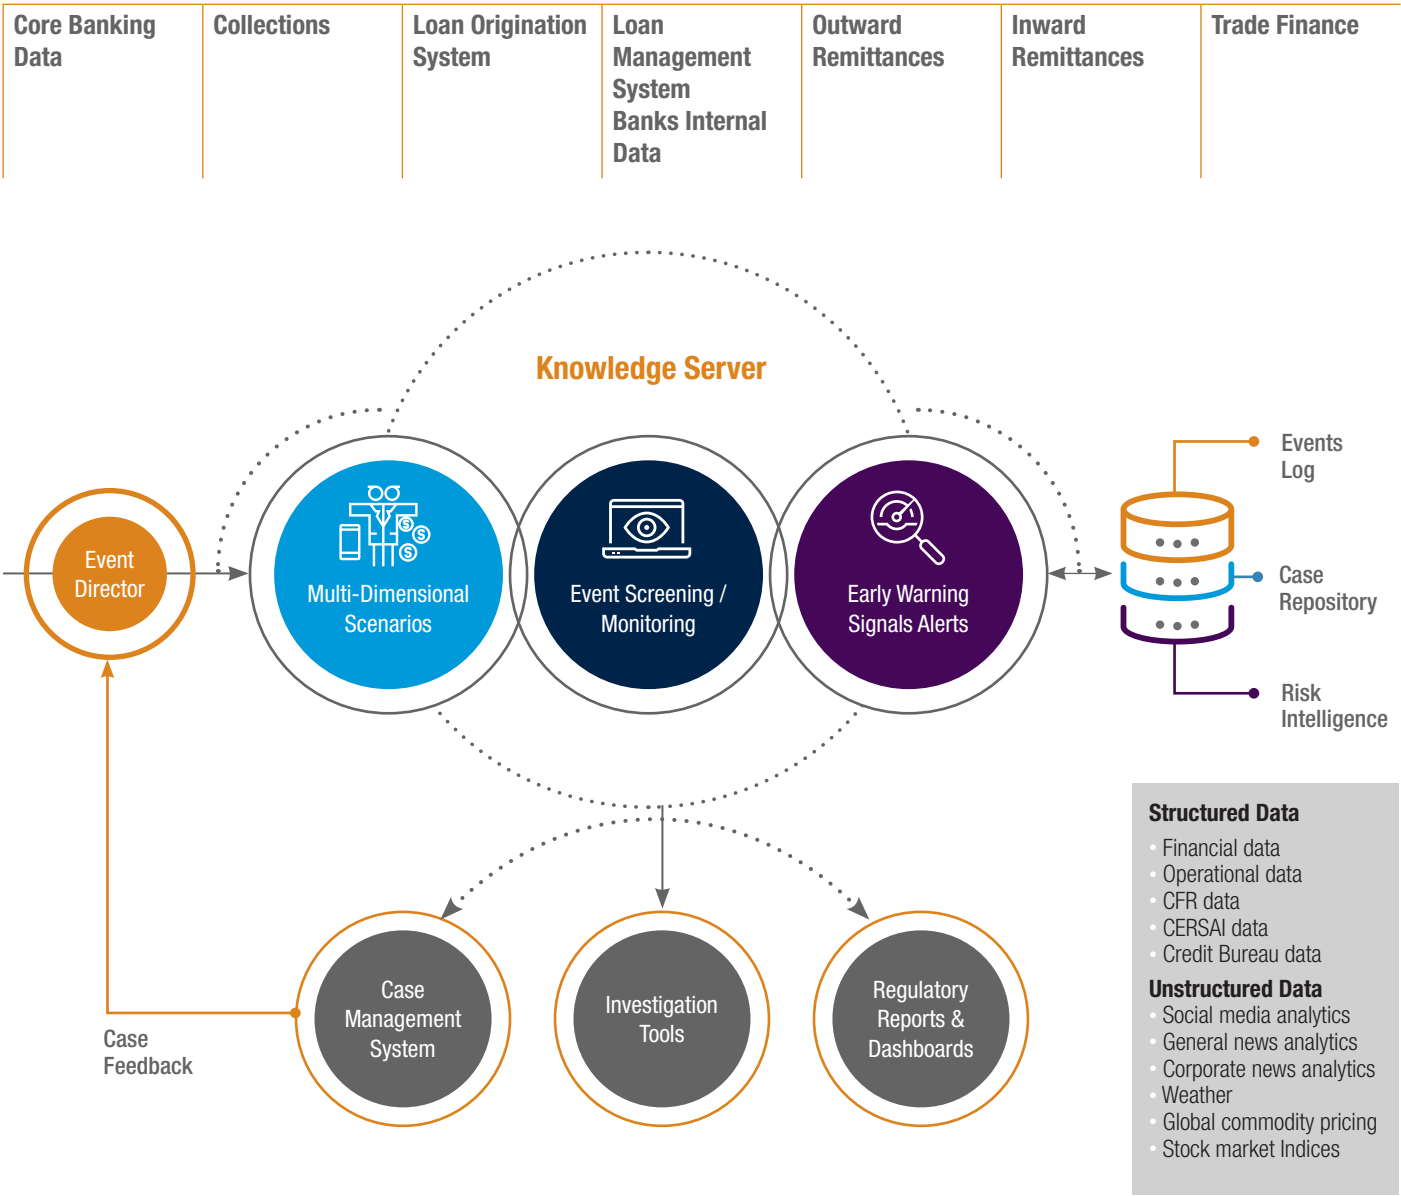 Core Banking
Data
Collections
Loan Origination
System
Loan
Management
System
Banks Internal
Data
Outward
Remittances
Inward
Remittances
Trade Finance
Knowledge Server
Event
Director
Multi-Dimensional
Scenarios
Event Screening /
Monitoring
Early Warning
Signals Alerts
Events
Log
Case
Repository
Risk
Intelligence
Case
Feedback
Case
Management
System
Investigation
Tools
Regulatory
Reports &
Dashboards
Structured Data
• Financial data
• Operational data
• CFR data
• CERSAI data
• Credit Bureau data
Unstructured Data
• Social media analytics
• General news analytics
• Corporate news analytics
• Weather
• Global commodity pricing
• Stock market Indices